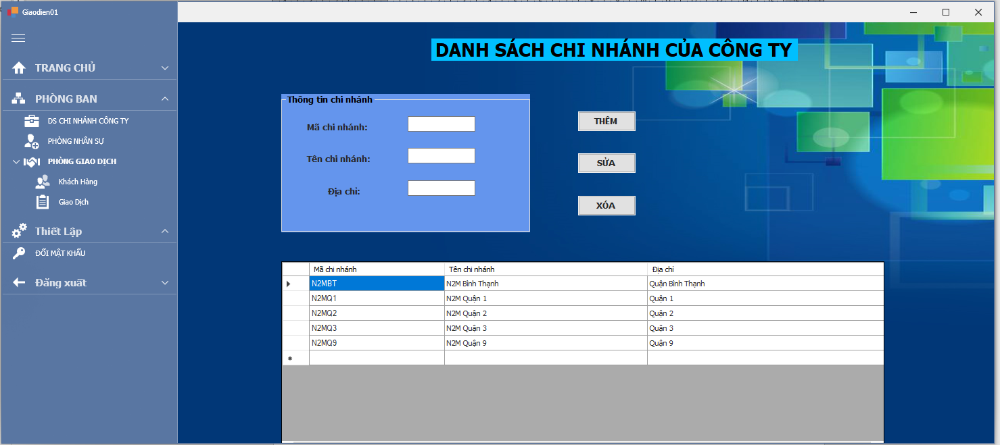 Giaodien01
TRANG CHỦ
PHÒNG BAN
DS CHI NHÁNH CÔNG TY
PHÒNG NHÂN SỰ
PHÒNG GIAO DỊCH
Khách Hàng
Giao Dịch
Thiết Lập
ĐỔI MẬT KHẨU
Đăng xuất
DANH SÁCH CHI NHÁNH CỦA CÔNG TY
Thông tin chi nhánh
Mã chi nhánh:
Tên chi nhánh:
Địa chỉ:
THÊM
SỬA
XÓA
Mã chi nhánh Tên chi nhánh Địa chỉ
N2MBT N2M Bình Thạnh Quận Bình Thạnh
N2MQ1 N2M Quận 1 Quận 1
N2MQ2 N2M Quận 2 Quận 2
N2MQ3 N2M Quận 3 Quận 3
N2MQ9 N2M Quận 9 Quận 9